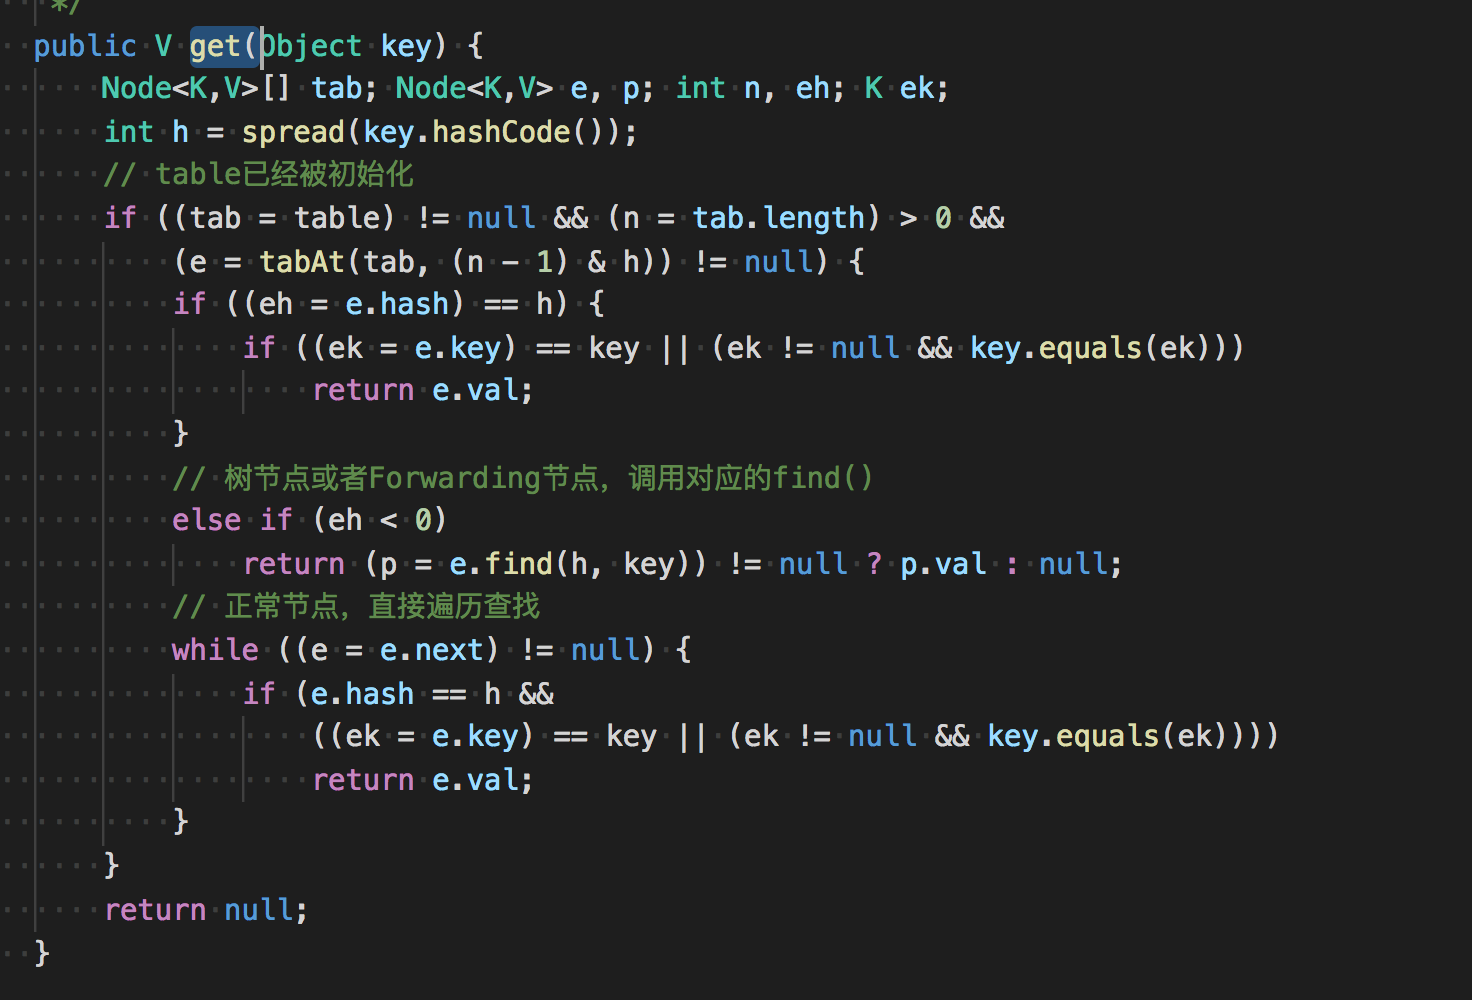 */
public V get(Object key) {
Node<K,V>[] tab; Node<K,V> e, p; int n, eh; K ek;
int h = spread(key.hashCode());
// table已经被初始化
if ((tab = table) != null && (n = tab.length) > 0 &&
(e = tabAt(tab, (n - 1) & h)) != null) {
if ((eh = e.hash) == h) {
if ((ek = e.key) == key || (ek != null && key.equals(ek)))
return e.val;
}
// 树节点或者Forwarding节点，调用对应的find()
else if (eh < 0)
return (p = e.find(h, key)) != null ? p.val : null;
// 正常节点，直接遍历查找
while ((e = e.next) != null) {
if (e.hash == h &&
((ek = e.key) == key || (ek != null && key.equals(ek))))
return e.val;
}
}
return null;
}